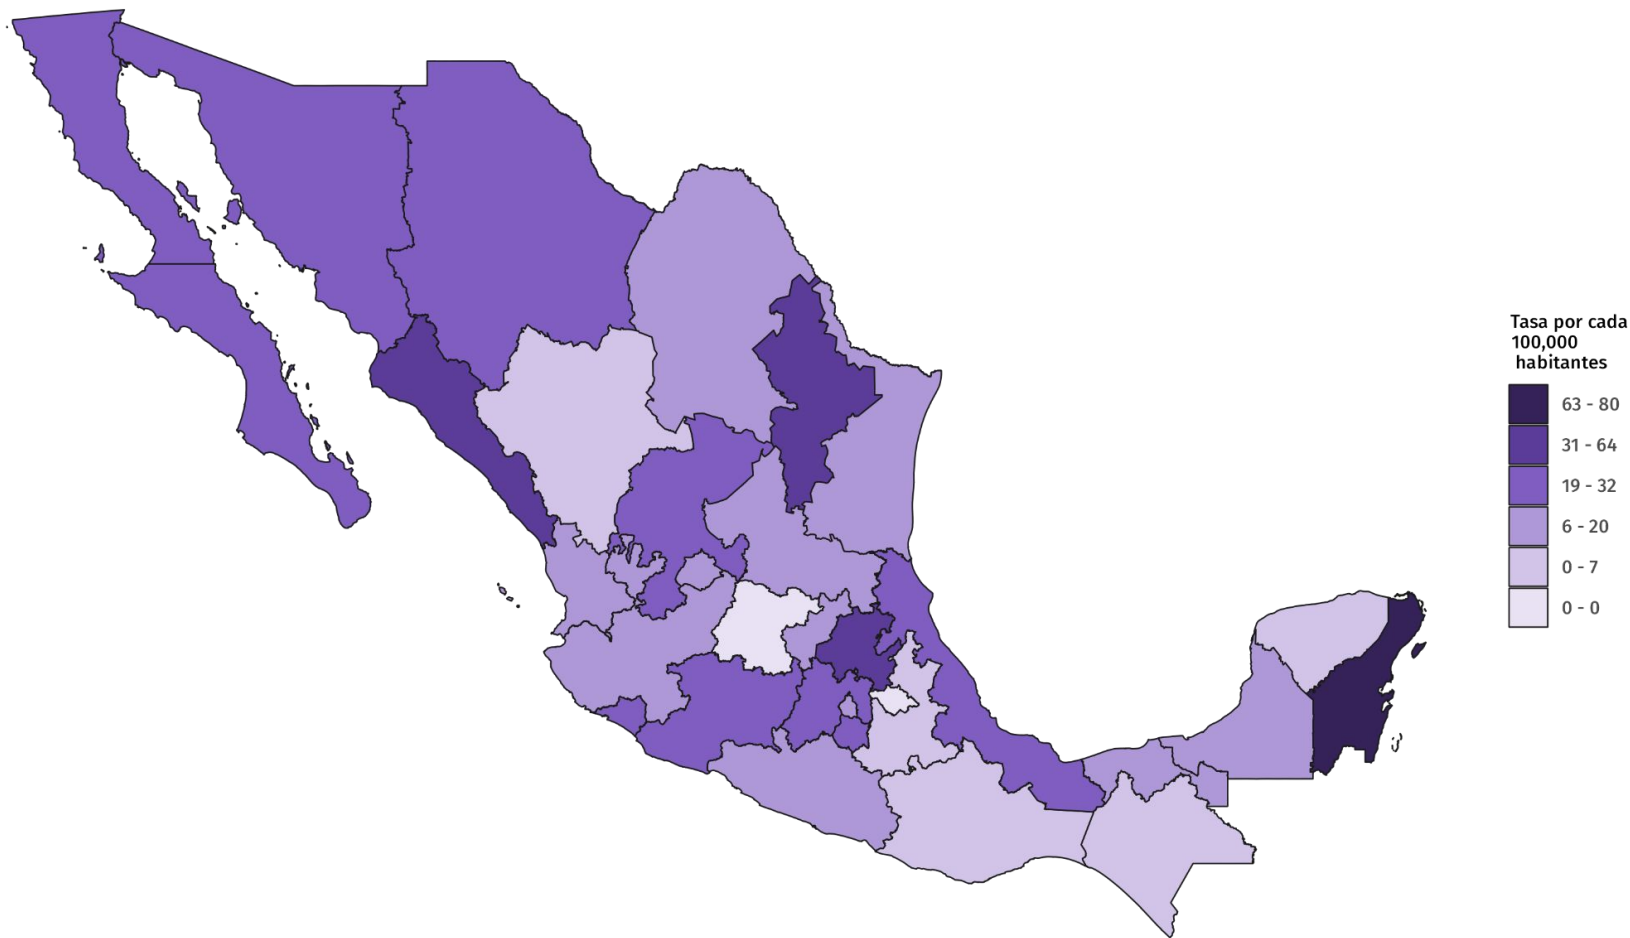 Tasa por cada
100,000
habitantes
63 - 80
31 - 64
19 - 32
6 - 20
0 - 7
0 - 0